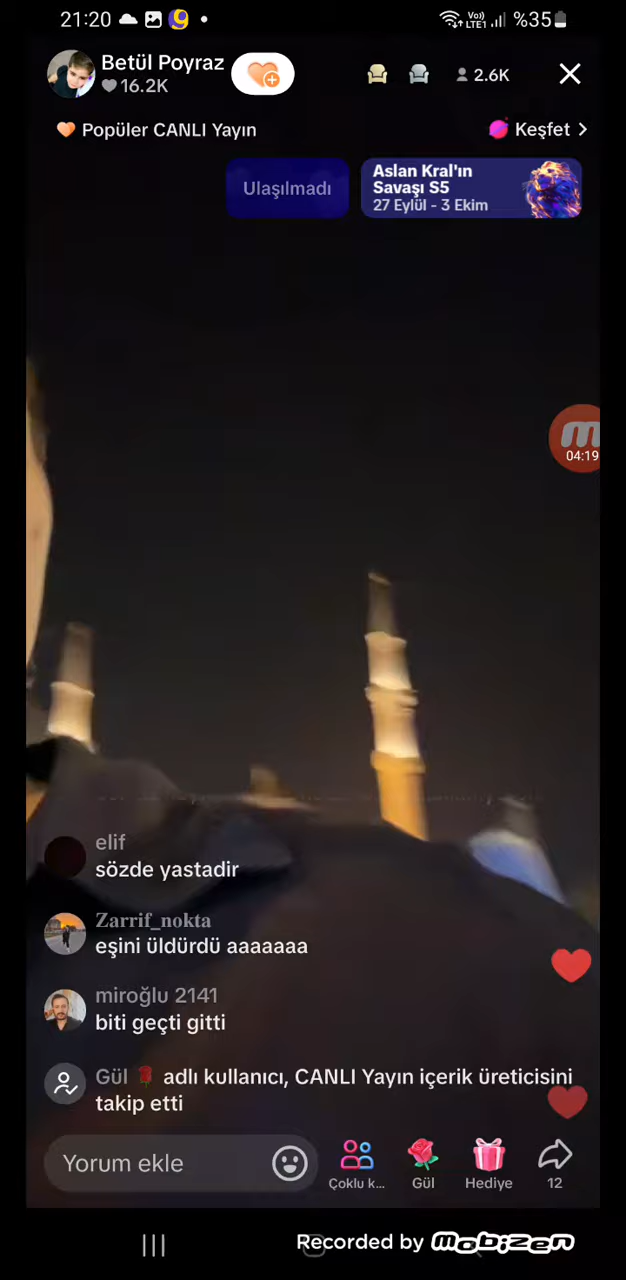 21:20
Vo))
LTE1
%35
Betül Poyraz
16.2K
2.6K
Popüler CANLI Yayın
Keşfet
Ulaşılmadı
Aslan Kral'ın
Savaşı S5
27 Eylül - 3 Ekim
04:19
elif
sözde yastadir
Zarrif_nokta
eşini üldürdü aaaaaaa
miroğlu 2141
biti geçti gitti
Gül 🌹 adlı kullanıcı, CANLI Yayın içerik üreticisini
takip etti
Yorum ekle
Çoklu k...
Gül
Hediye
12
Recorded by mobizen